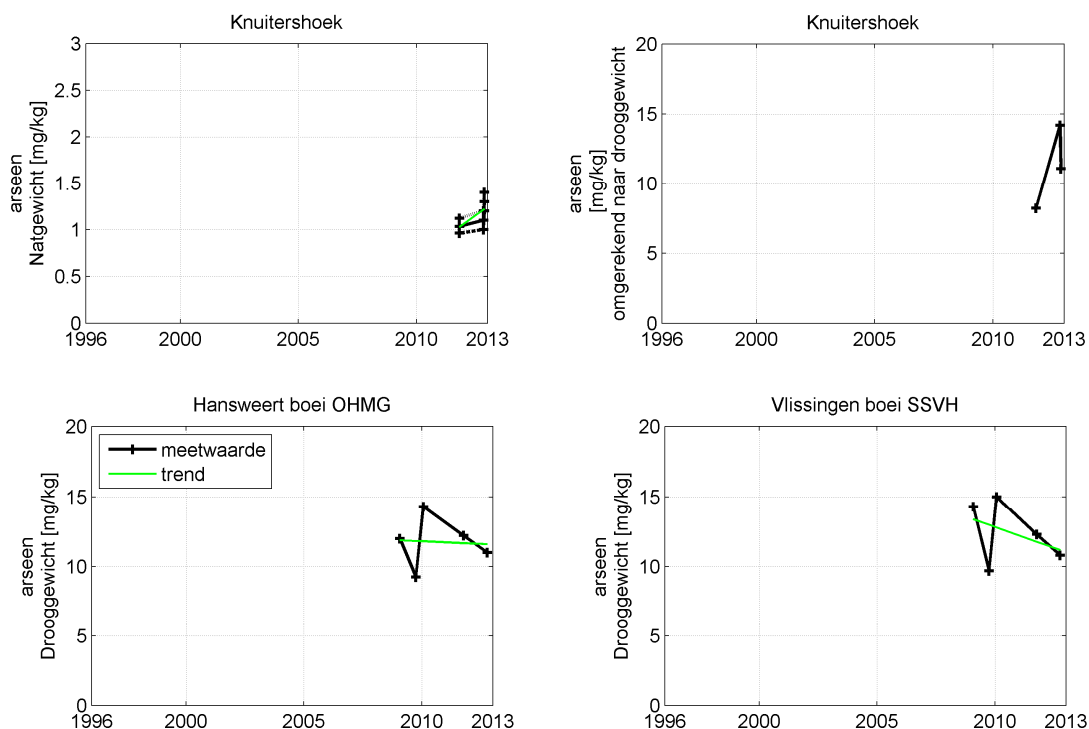 Knuitershoek
arseen
Natgewicht [mg/kg]
3
2.5
2
1.5
1
0.5
0
1996 2000 2005 2010 2013
Knuitershoek
arseen
[mg/kg]
omgerekend naar drooggewicht
20
15
10
5
0
1996 2000 2005 2010 2013
Hansweert boei OHMG
arseen
Drooggewicht [mg/kg]
20
15
10
5
0
meetwaarde
trend
1996 2000 2005 2010 2013
Vlissingen boei SSVH
arseen
Drooggewicht [mg/kg]
20
15
10
5
0
1996 2000 2005 2010 2013